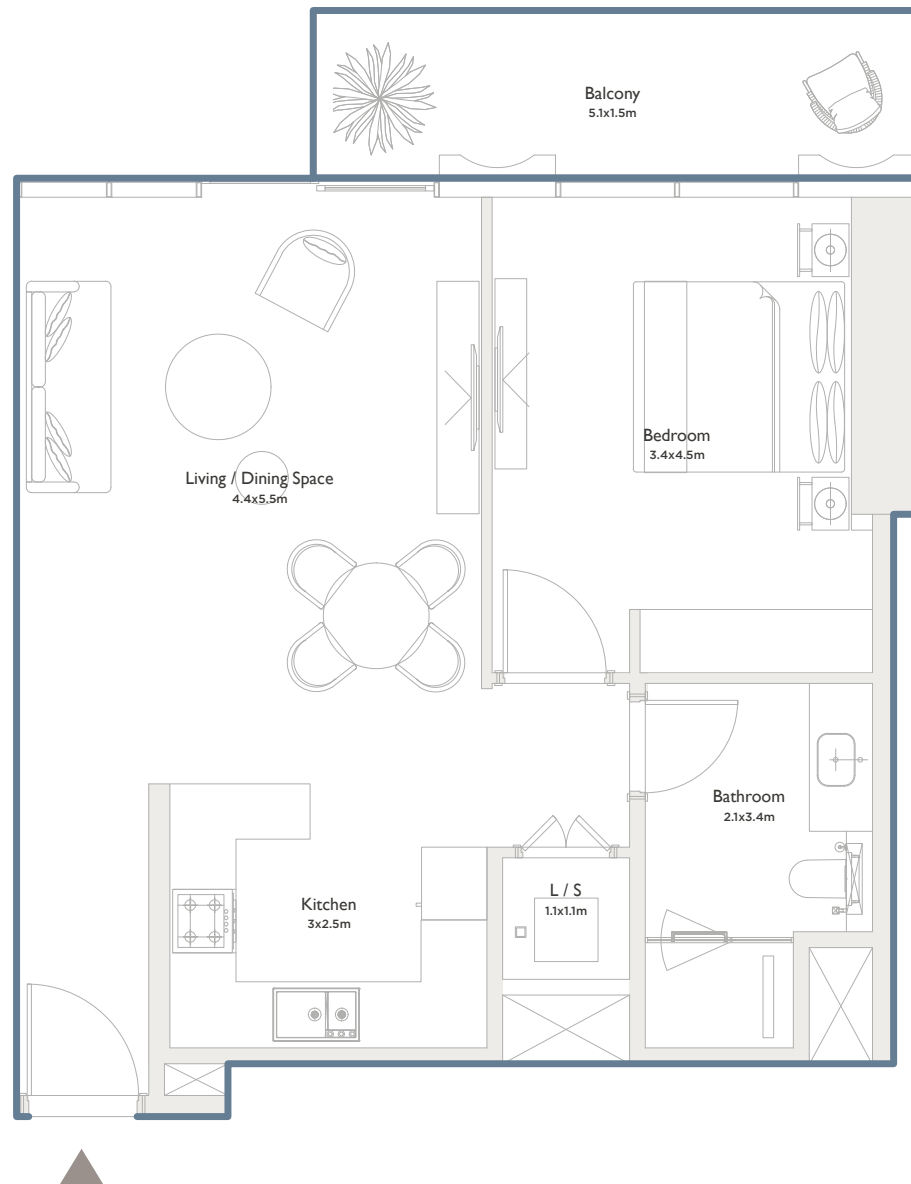 Balcony
5.1x1.5m
Bedroom
3.4x4.5m
Living / Dining Space
4.4x5.5m
Bathroom
2.1x3.4m
Kitchen
3x2.5m
L / S
1.1x1.1m